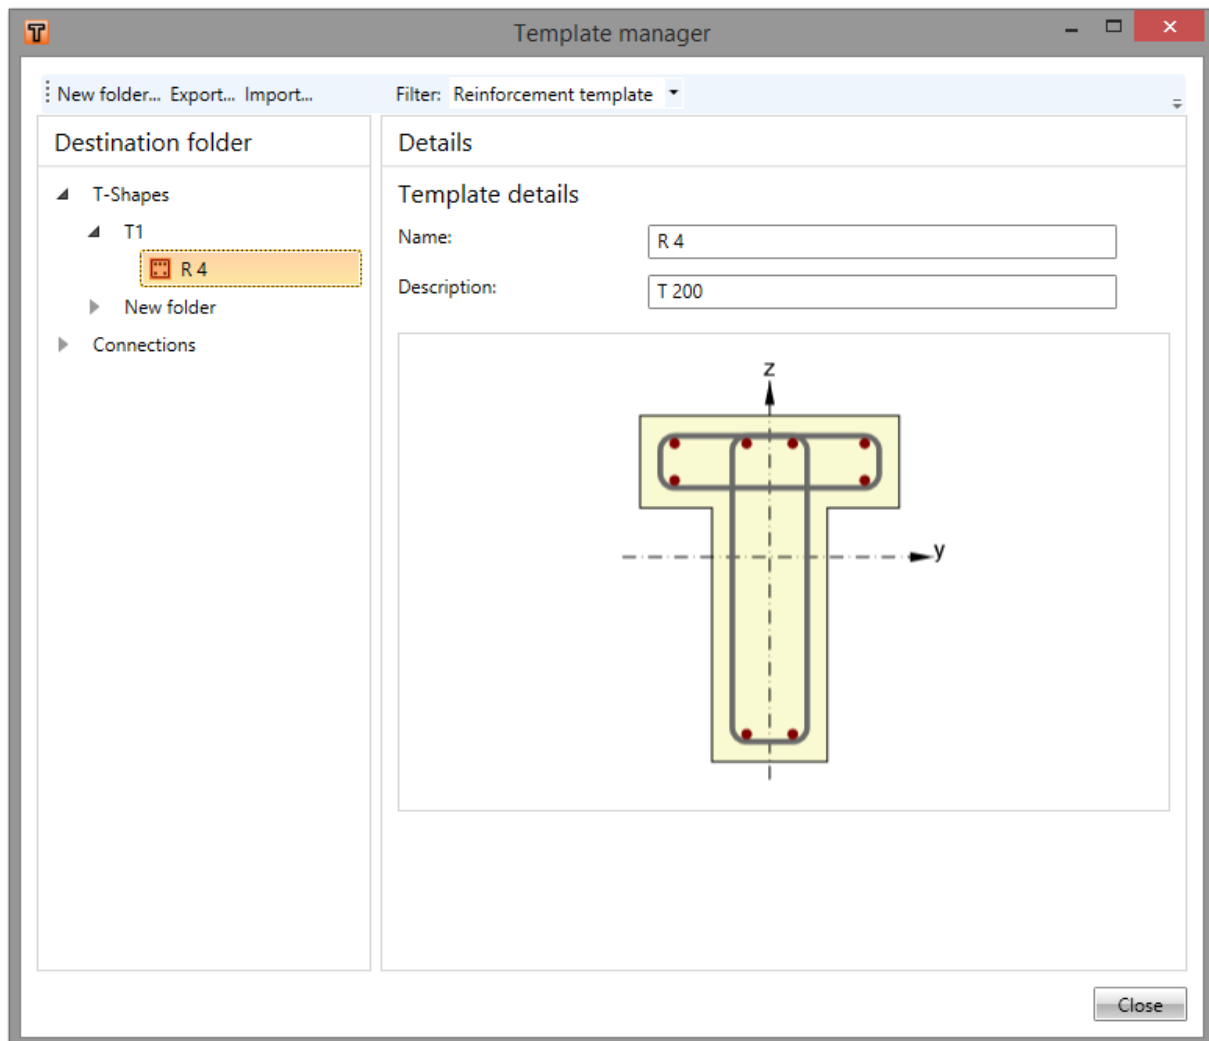 Template manager
New folder... Export... Import... Filter: Reinforcement template
Destination folder
T-Shapes
T1
R 4
New folder
Connections
Details
Template details
Name: R 4
Description: T 200
z
y
Close